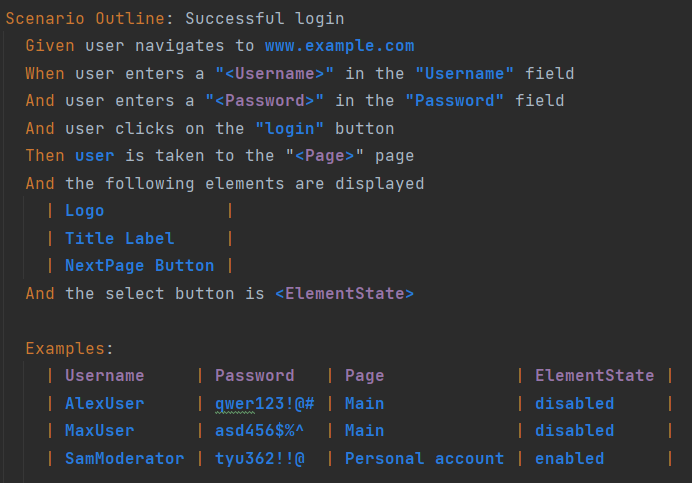 Scenario Outline: Successful login
Given user navigates to www.example.com
When user enters a "<Username>" in the "Username" field
And user enters a "<Password>" in the "Password" field
And user clicks on the "login" button
Then user is taken to the "<Page>" page
And the following elements are displayed
| Logo |
| Title Label |
| NextPage Button |
And the select button is <ElementState>
Examples:
| Username | Password | Page | ElementState |
| AlexUser | qwer123!@# | Main | disabled |
| MaxUser | asd456$%^ | Main | disabled |
| SamModerator | tyu362!!@ | Personal account | enabled |